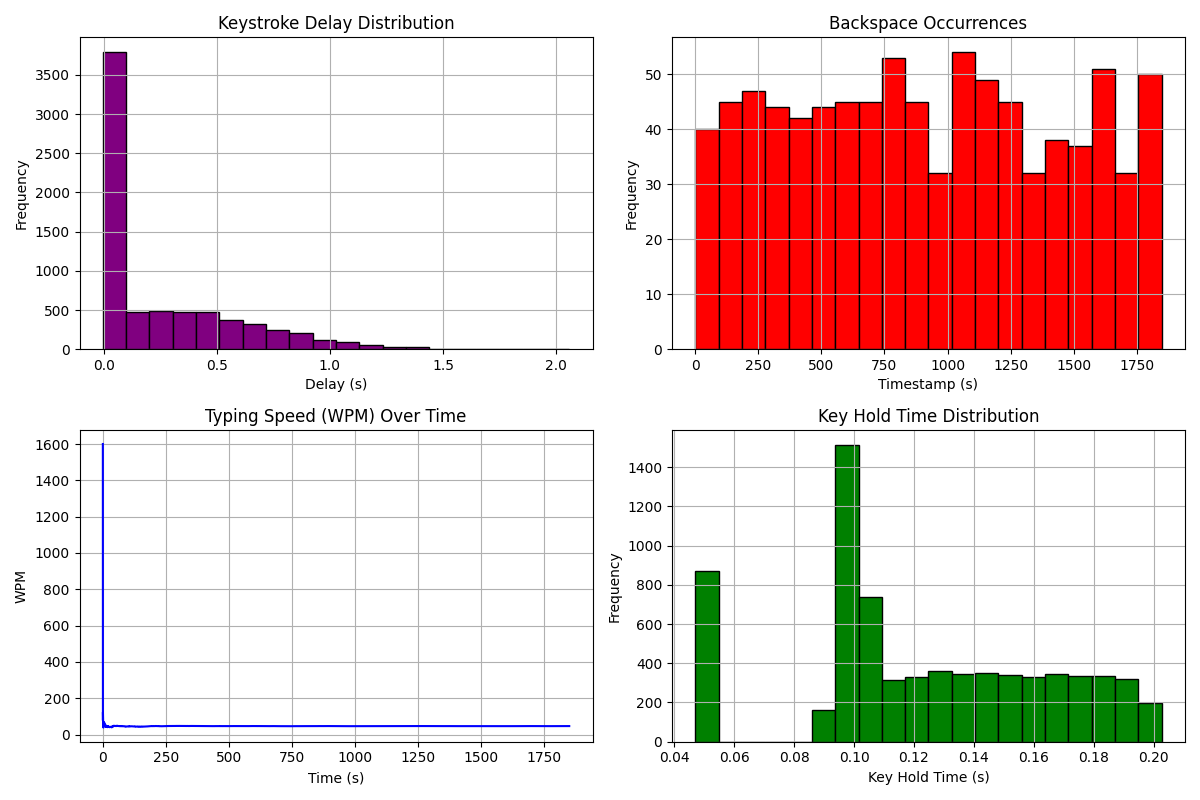 Keystroke Delay Distribution
3500
3000
2500
2000
1500
1000
500
0
Frequency
0.0 0.5 1.0 1.5 2.0
Delay (s)
Backspace Occurrences
50
40
30
20
10
0
Frequency
0 250 500 750 1000 1250 1500 1750
Timestamp (s)
Typing Speed (WPM) Over Time
1600
1400
1200
1000
800
600
400
200
0
WPM
0 250 500 750 1000 1250 1500 1750
Time (s)
Key Hold Time Distribution
1400
1200
1000
800
600
400
200
0
Frequency
0.04 0.06 0.08 0.10 0.12 0.14 0.16 0.18 0.20
Key Hold Time (s)